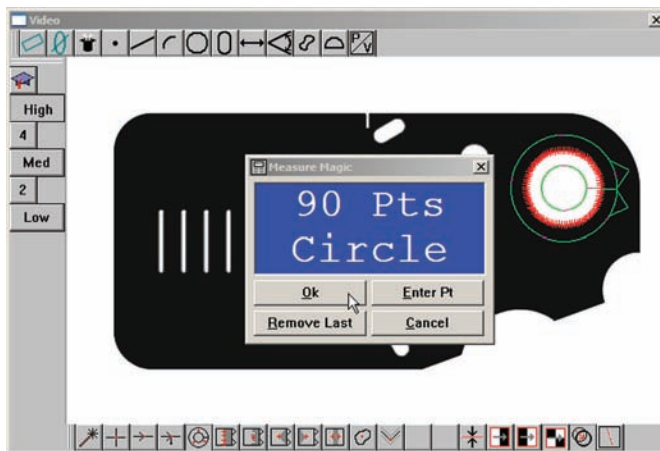 Video
P/V
High
4
Med
2
Low
Measure Magic
90 Pts
Circle
Ok
Enter Pt
Remove Last
Cancel